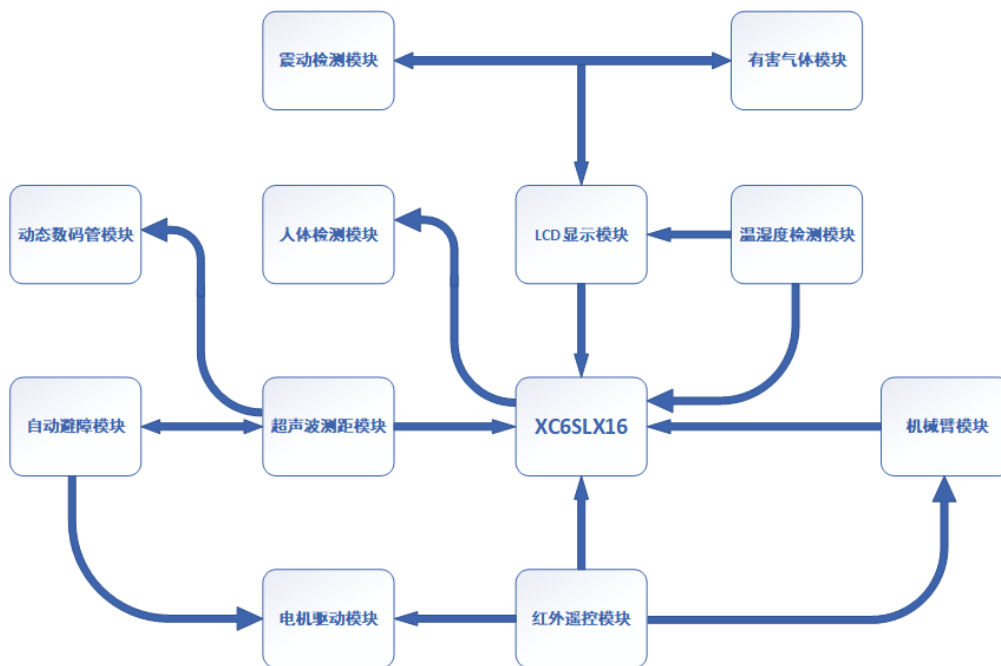 震动检测模块
有害气体模块
动态数码管模块
人体检测模块
LCD显示模块
温湿度检测模块
自动避障模块
超声波测距模块
XC6SLX16
机械臂模块
电机驱动模块
红外遥控模块